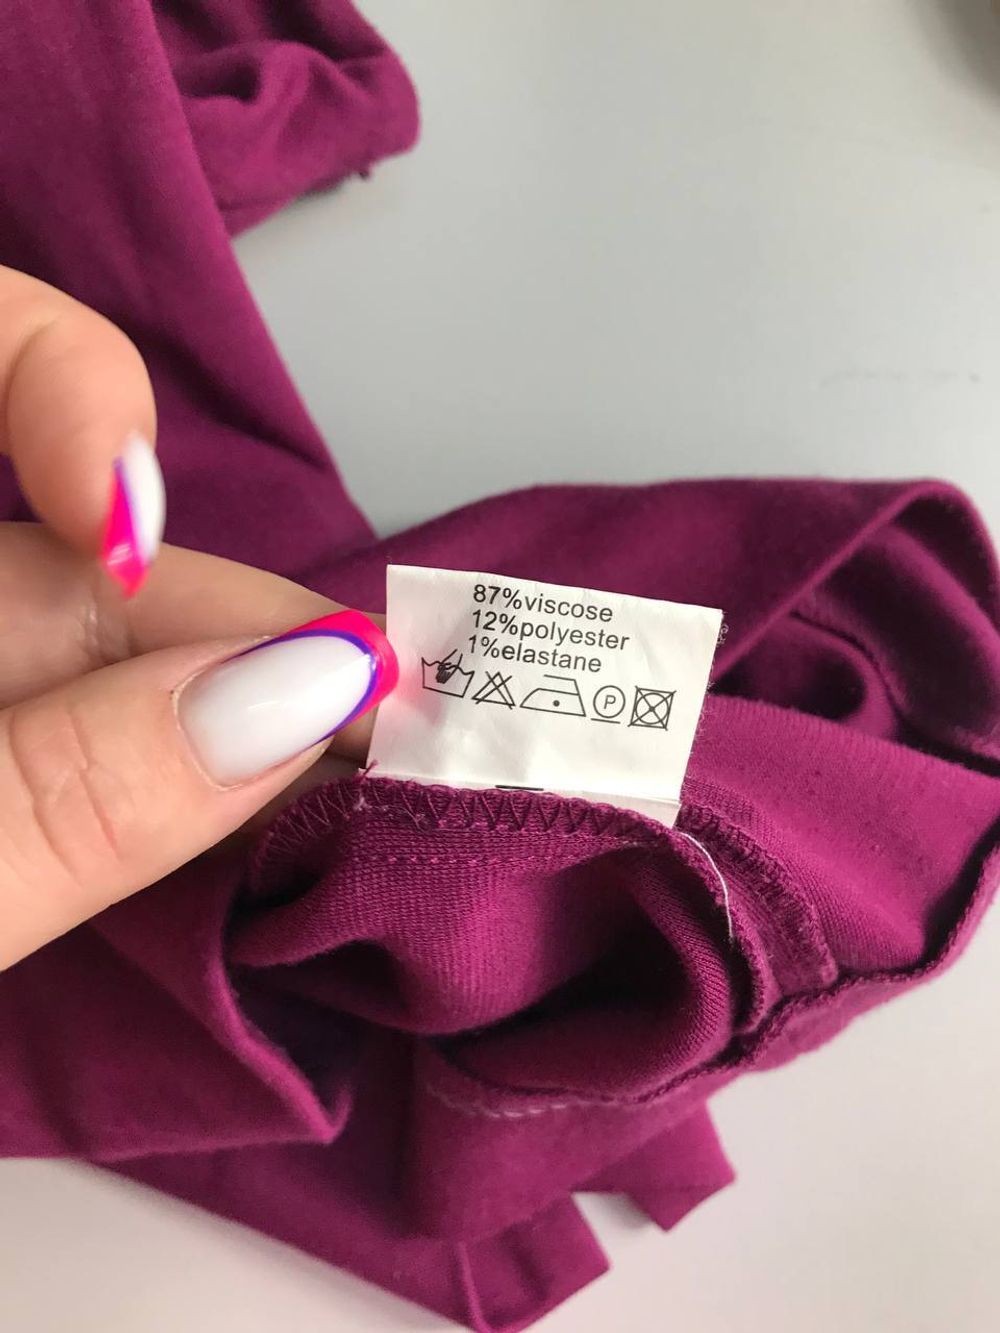 87%viscose
12%polyester
1%elastane
P